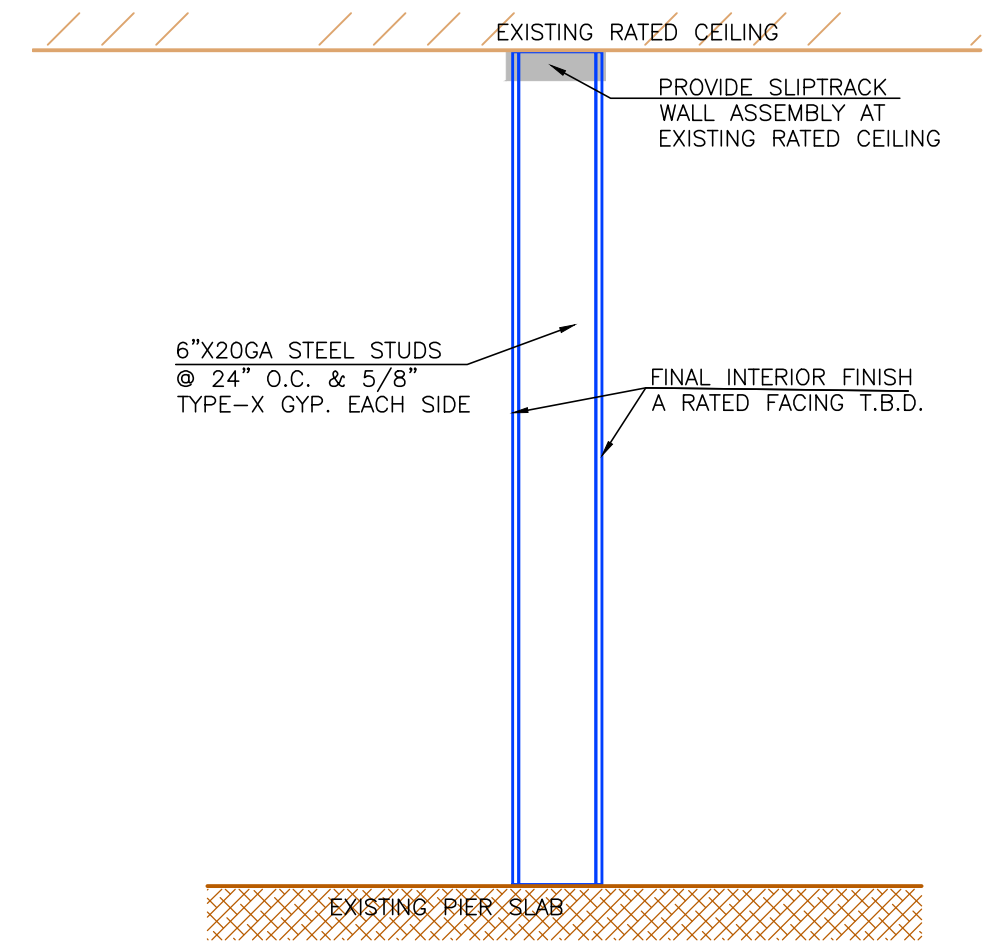 EXISTING RATED CEILING
PROVIDE SLIPTRACK
WALL ASSEMBLY AT
EXISTING RATED CEILING
6”X20GA STEEL STUDS
@ 24” O.C. & 5/8”
TYPE-X GYP. EACH SIDE
FINAL INTERIOR FINISH
A RATED FACING T.B.D.
EXISTING PIER SLAB